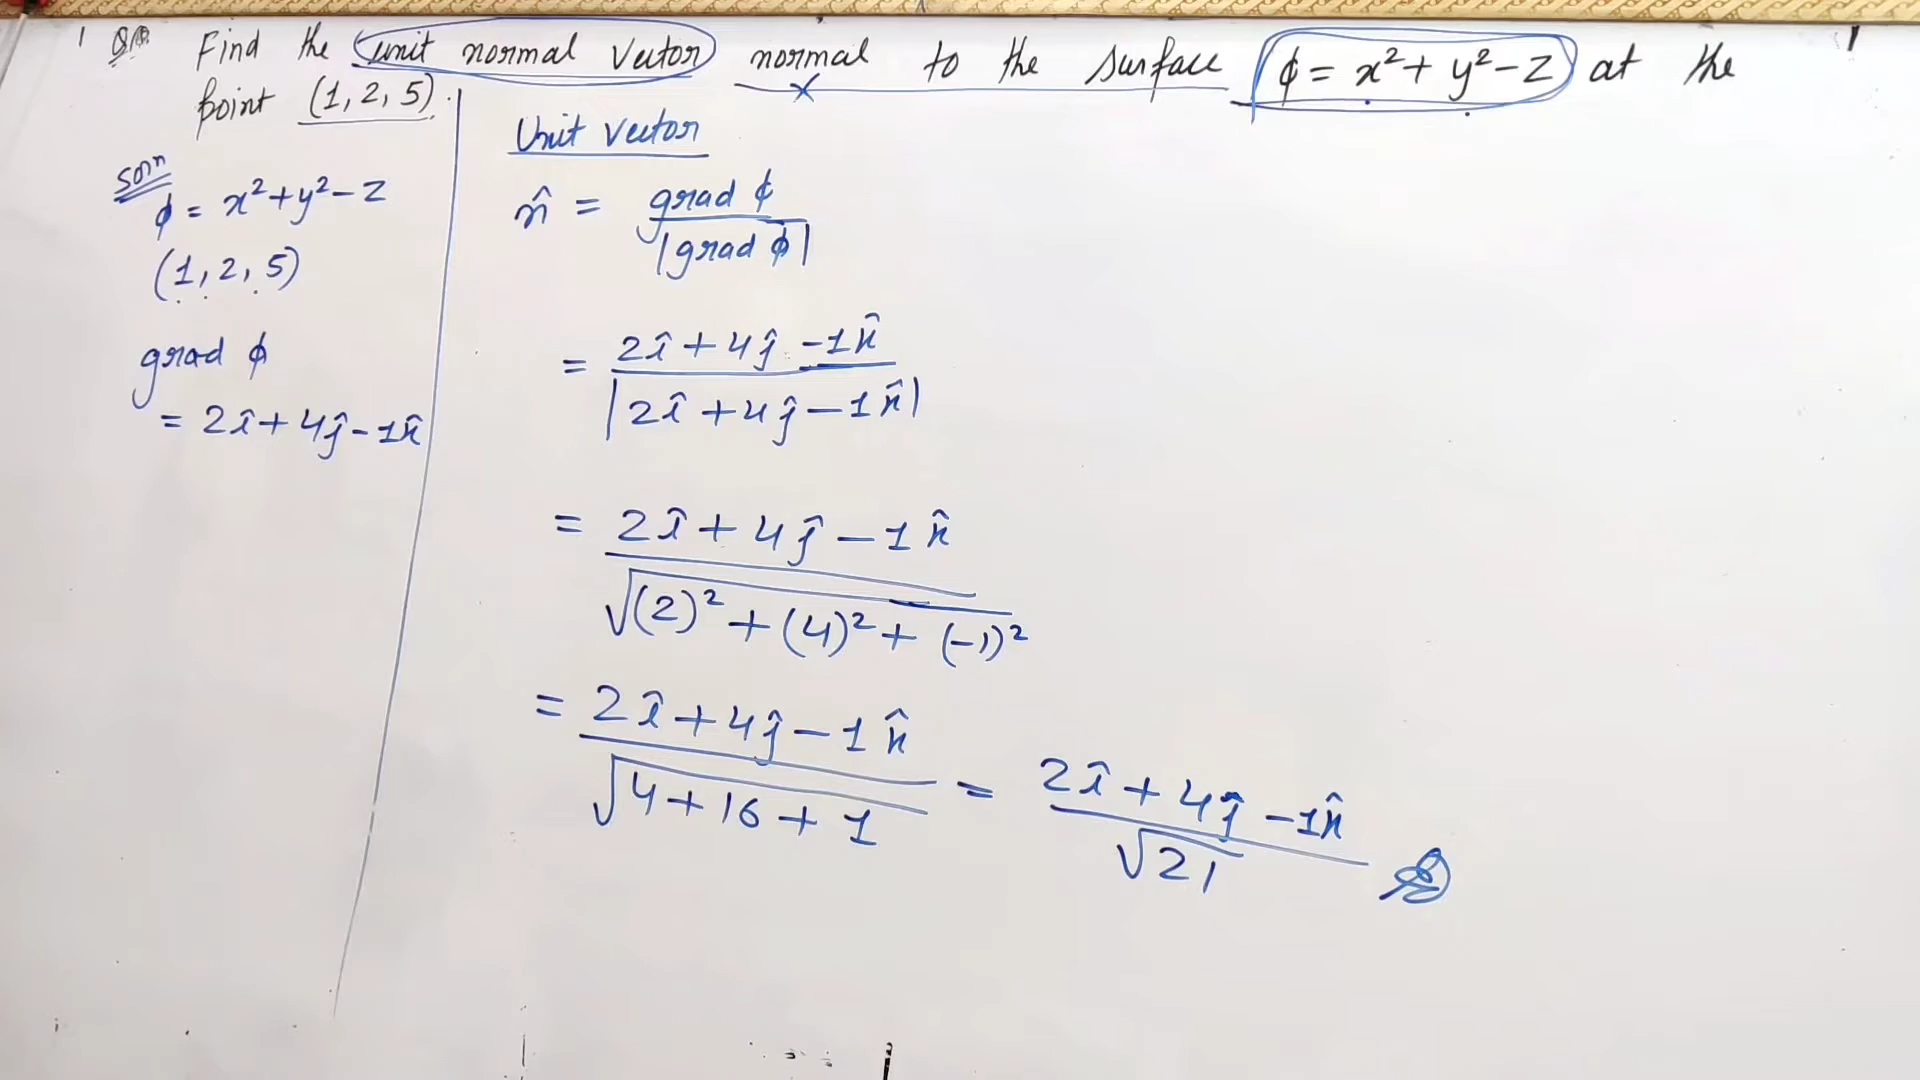 Find the unit normal Vector normal to the surface ϕ = x² + y² - z at the
point (1, 2, 5).
Solⁿ
ϕ = x² + y² - z
(1, 2, 5)
grad ϕ
= 2î + 4ĵ - 1k̂
Unit Vector
n̂ = grad ϕ
|grad ϕ|
= 2î + 4ĵ - 1k̂
|2î + 4ĵ - 1k̂|
= 2î + 4ĵ - 1k̂
√(2)² + (4)² + (-1)²
= 2î + 4ĵ - 1k̂
√4 + 16 + 1
= 2î + 4ĵ - 1k̂
√21